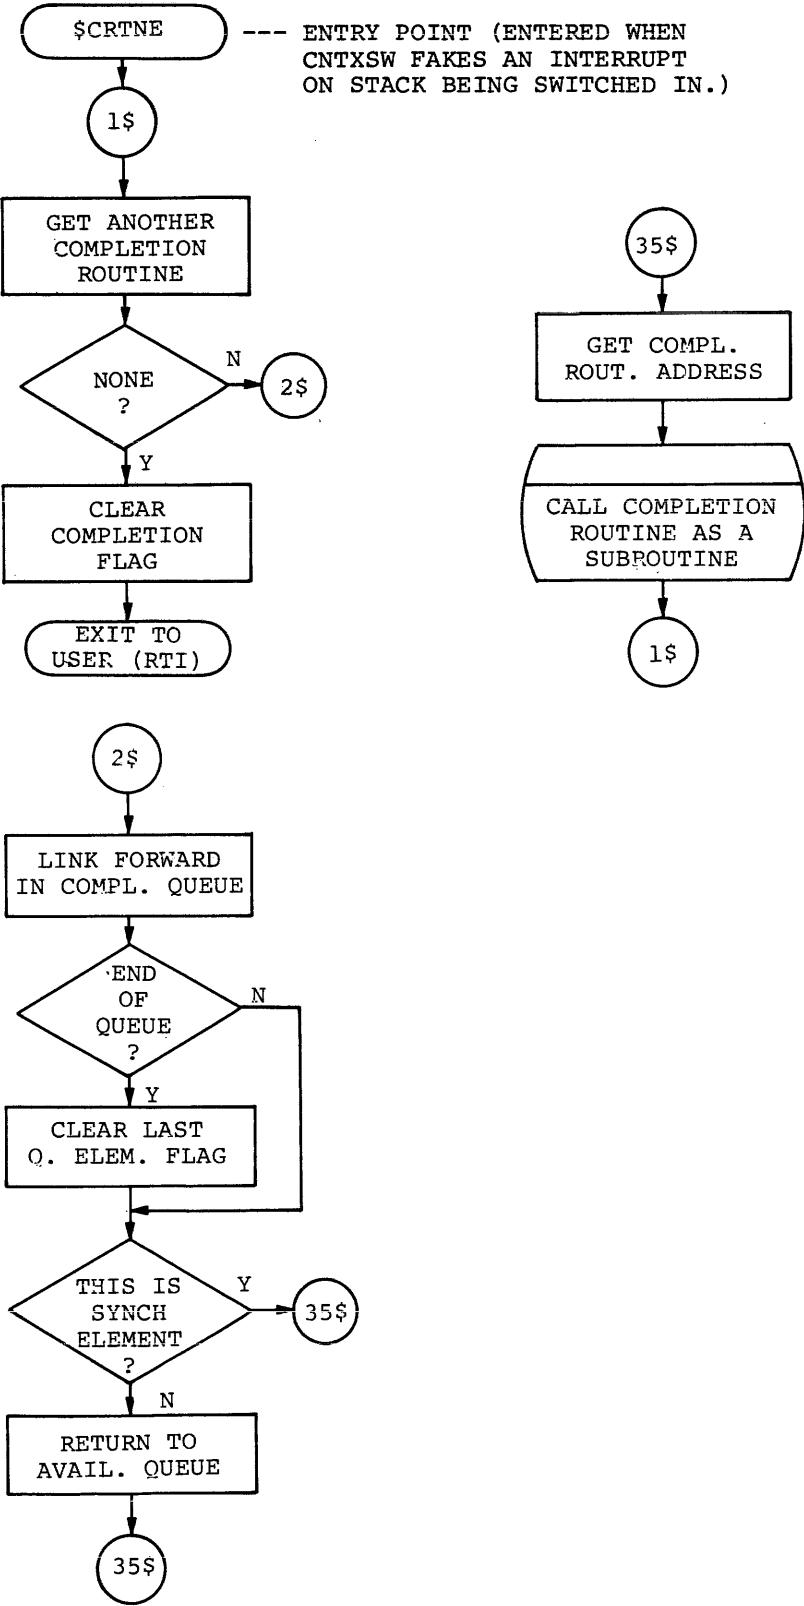 $CRTNE
--- ENTRY POINT (ENTERED WHEN
CNTXSW FAKES AN INTERRUPT
ON STACK BEING SWITCHED IN.)
1$
GET ANOTHER
COMPLETION
ROUTINE
NONE
?
N
2$
Y
CLEAR
COMPLETION
FLAG
EXIT TO
USER (RTI)
35$
GET COMPL.
ROUT. ADDRESS
CALL COMPLETION
ROUTINE AS A
SUBROUTINE
1$
2$
LINK FORWARD
IN COMPL. QUEUE
END
OF
QUEUE
?
N
Y
CLEAR LAST
Q. ELEM. FLAG
THIS IS
SYNCH
ELEMENT
?
Y
35$
N
RETURN TO
AVAIL. QUEUE
35$